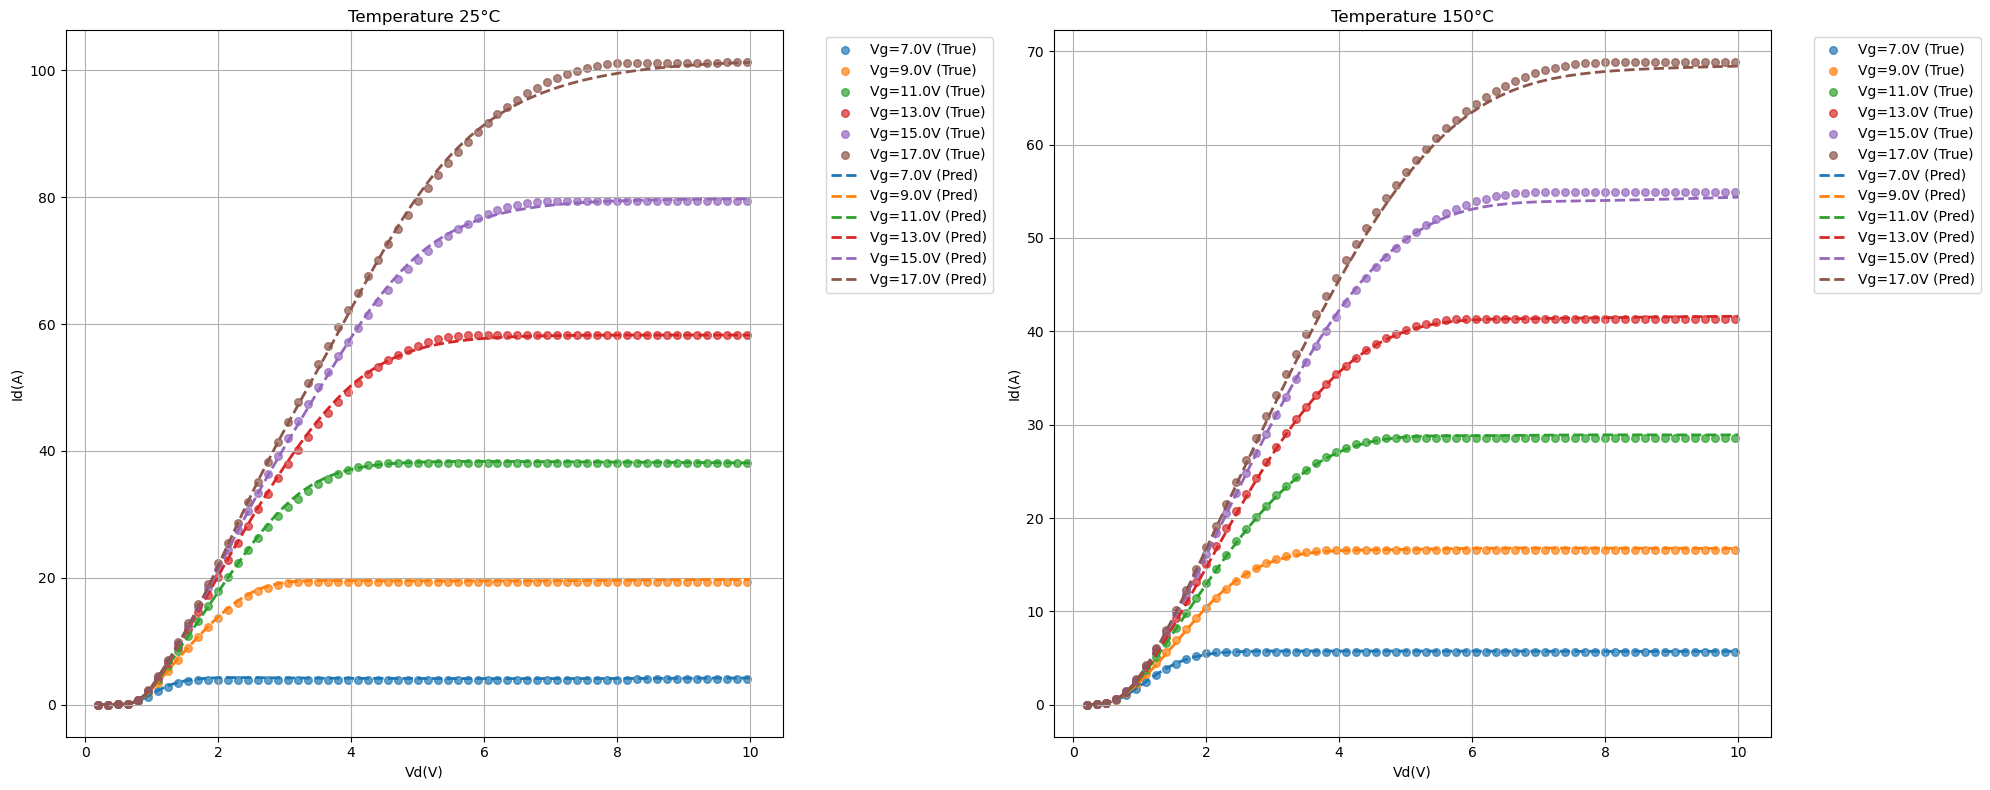 Temperature 25°C
Id(A)
100
80
60
40
20
0
0 2 4 6 8 10
Vd(V)
Vg=7.0V (True)
Vg=9.0V (True)
Vg=11.0V (True)
Vg=13.0V (True)
Vg=15.0V (True)
Vg=17.0V (True)
Vg=7.0V (Pred)
Vg=9.0V (Pred)
Vg=11.0V (Pred)
Vg=13.0V (Pred)
Vg=15.0V (Pred)
Vg=17.0V (Pred)
Temperature 150°C
Id(A)
70
60
50
40
30
20
10
0
0 2 4 6 8 10
Vd(V)
Vg=7.0V (True)
Vg=9.0V (True)
Vg=11.0V (True)
Vg=13.0V (True)
Vg=15.0V (True)
Vg=17.0V (True)
Vg=7.0V (Pred)
Vg=9.0V (Pred)
Vg=11.0V (Pred)
Vg=13.0V (Pred)
Vg=15.0V (Pred)
Vg=17.0V (Pred)